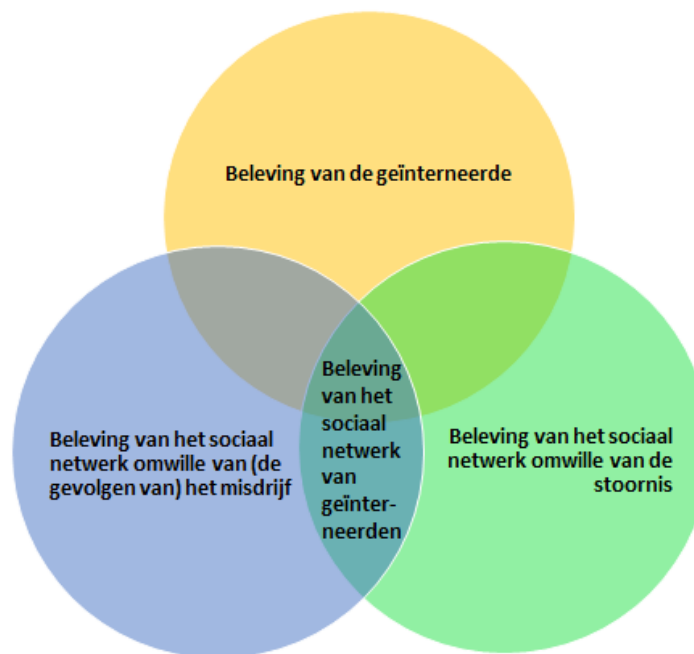 Beleving van de geïnterneerde
Beleving van het sociaal
netwerk omwille van (de
gevolgen van) het misdrijf
Beleving
van het
sociaal
netwerk
van
geïnter-
neerden
Beleving van het sociaal
netwerk omwille van de
stoornis